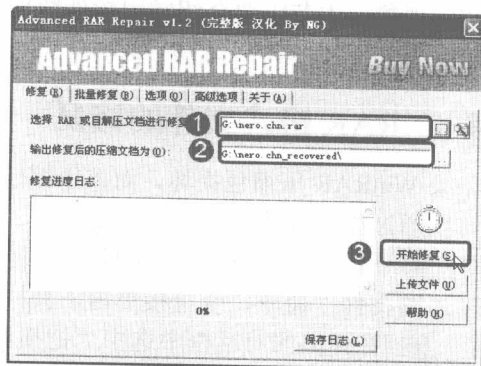 Advanced RAR Repair v1.2 (完整版 汉化 By NG)
Advanced RAR Repair
Buy Now
修复(R) 批量修复(B) 选项(O) 高级选项 关于(A)
选择 RAR 或自解压文档进行修复 1 G:\nero.chn.rar
输出修复后的压缩文档为(O): 2 G:\nero.chn_recovered\
...
修复进度日志:
3 开始修复(S)
上传文件(U)
0%
帮助(H)
保存日志(L)